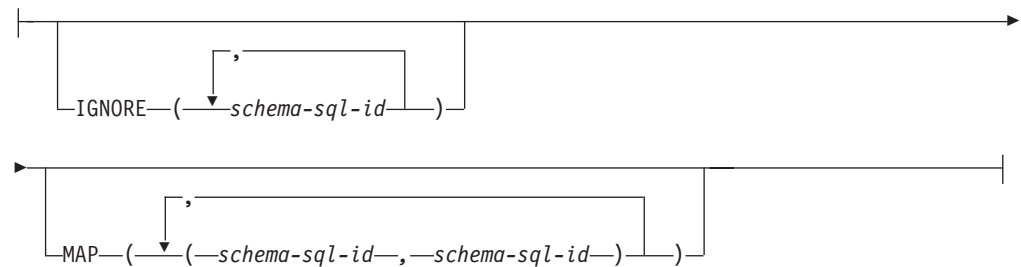 ,
IGNORE ( schema-sql-id )
,
MAP ( ( schema-sql-id , schema-sql-id ) )